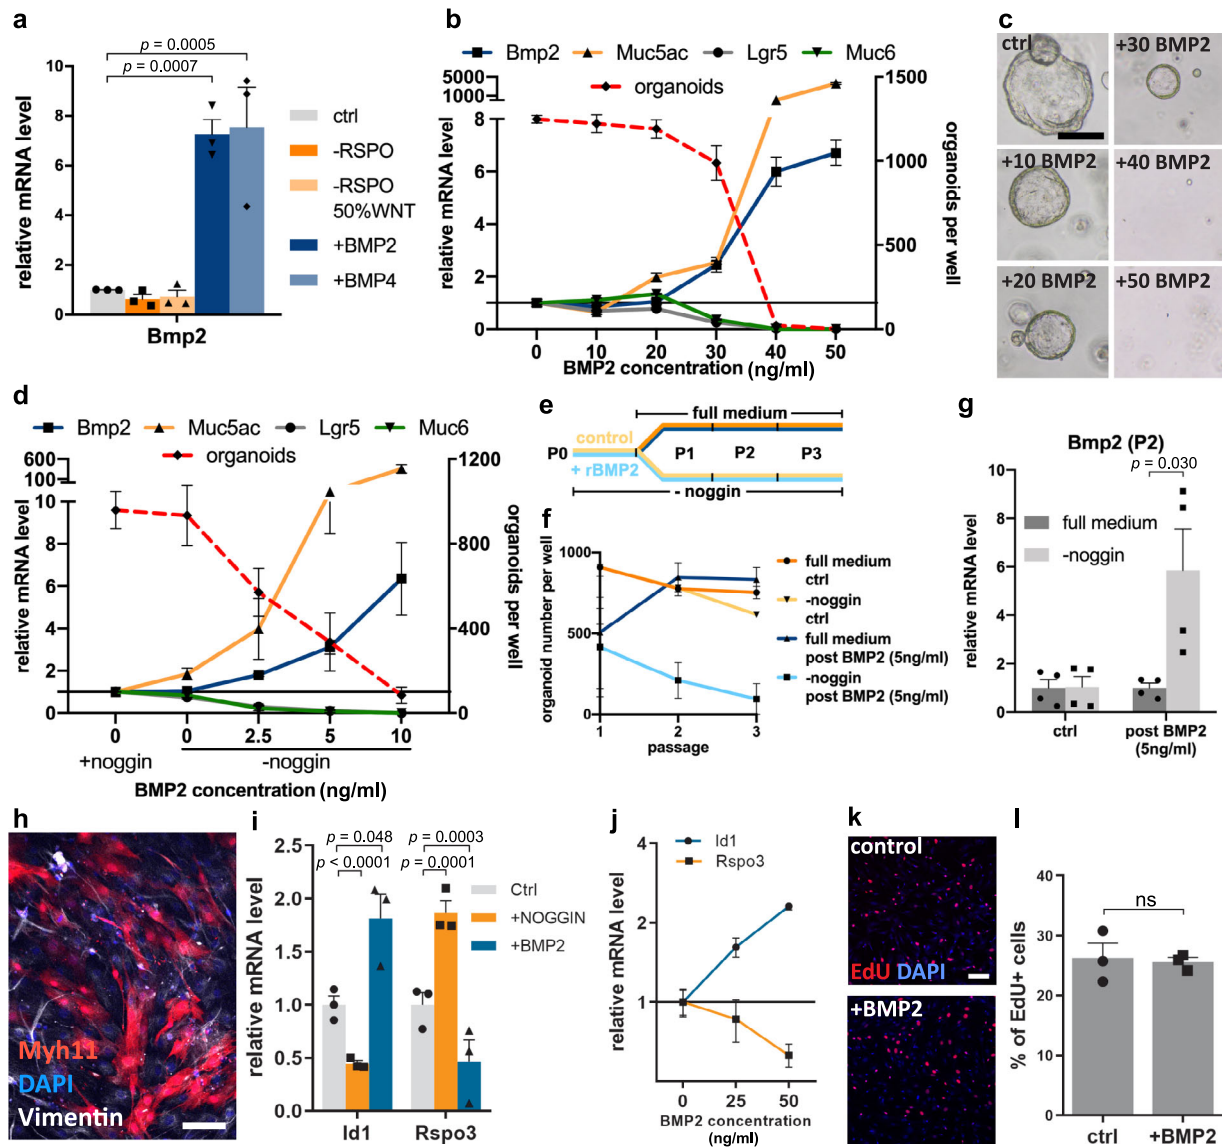 a
p = 0.0005
p = 0.0007
relative mRNA level
10
8
6
4
2
0
Bmp2
ctrl
-RSPO
-RSPO
50%WNT
+BMP2
+BMP4
b
Bmp2
Muc5ac
Lgr5
Muc6
organoids
relative mRNA level
5000
1000
8
6
4
2
0
1500
1000
500
0
organoids per well
0 10 20 30 40 50
BMP2 concentration (ng/ml)
c
ctrl
+30 BMP2
+10 BMP2
+40 BMP2
+20 BMP2
+50 BMP2
d
Bmp2
Muc5ac
Lgr5
Muc6
organoids
relative mRNA level
600
100
10
8
6
4
2
0
1200
800
400
0
organoids per well
0 0 2.5 5 10
+noggin
-noggin
BMP2 concentration (ng/ml)
e
full medium
control
P0
+ rBMP2
P1
P2
P3
- noggin
f
organoid number per well
1000
500
0
1 2 3
passage
full medium
ctrl
-noggin
ctrl
full medium
post BMP2 (5ng/ml)
-noggin
post BMP2 (5ng/ml)
g
Bmp2 (P2)
p = 0.030
full medium
-noggin
relative mRNA level
10
8
6
4
2
0
ctrl
post BMP2
(5ng/ml)
h
Myh11
DAPI
Vimentin
i
p = 0.048
p < 0.0001
p = 0.0003
p = 0.0001
relative mRNA level
2.5
2.0
1.5
1.0
0.5
0.0
Ctrl
+NOGGIN
+BMP2
Id1
Rspo3
j
Id1
Rspo3
relative mRNA level
4
2
1
0 25 50
BMP2 concentration
(ng/ml)
k
control
EdU DAPI
+BMP2
l
ns
% of EdU+ cells
40
30
20
10
0
ctrl
+BMP2